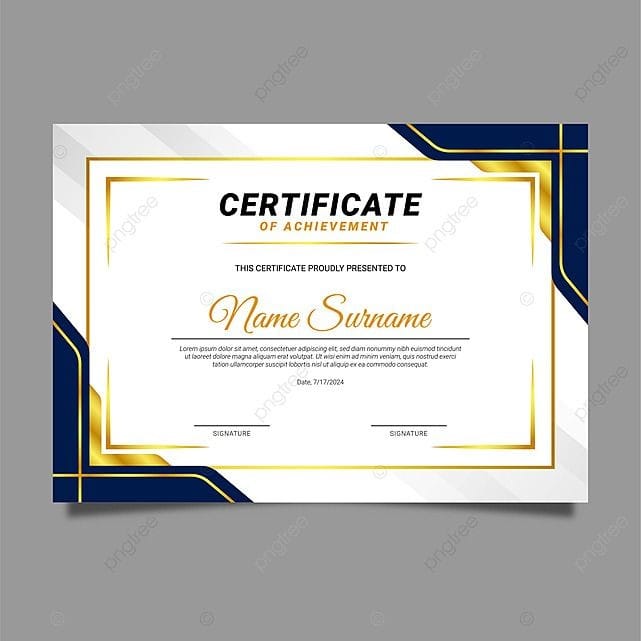 CERTIFICATE
OF ACHIEVEMENT
THIS CERTIFICATE PROUDLY PRESENTED TO
Name Surname
Lorem ipsum dolor sit amet, consectetuer adipiscing elit, sed diam nonummy nibh
euismod tincidunt ut laoreet dolore magna aliquam erat volutpat.
Ut wisi enim ad minim veniam, quis nostrud exerci tation ullamcorper suscipit
lobortis nisl ut aliquip ex ea commodo consequat.
Date, 7/17/2024
SIGNATURE
SIGNATURE
pngtree